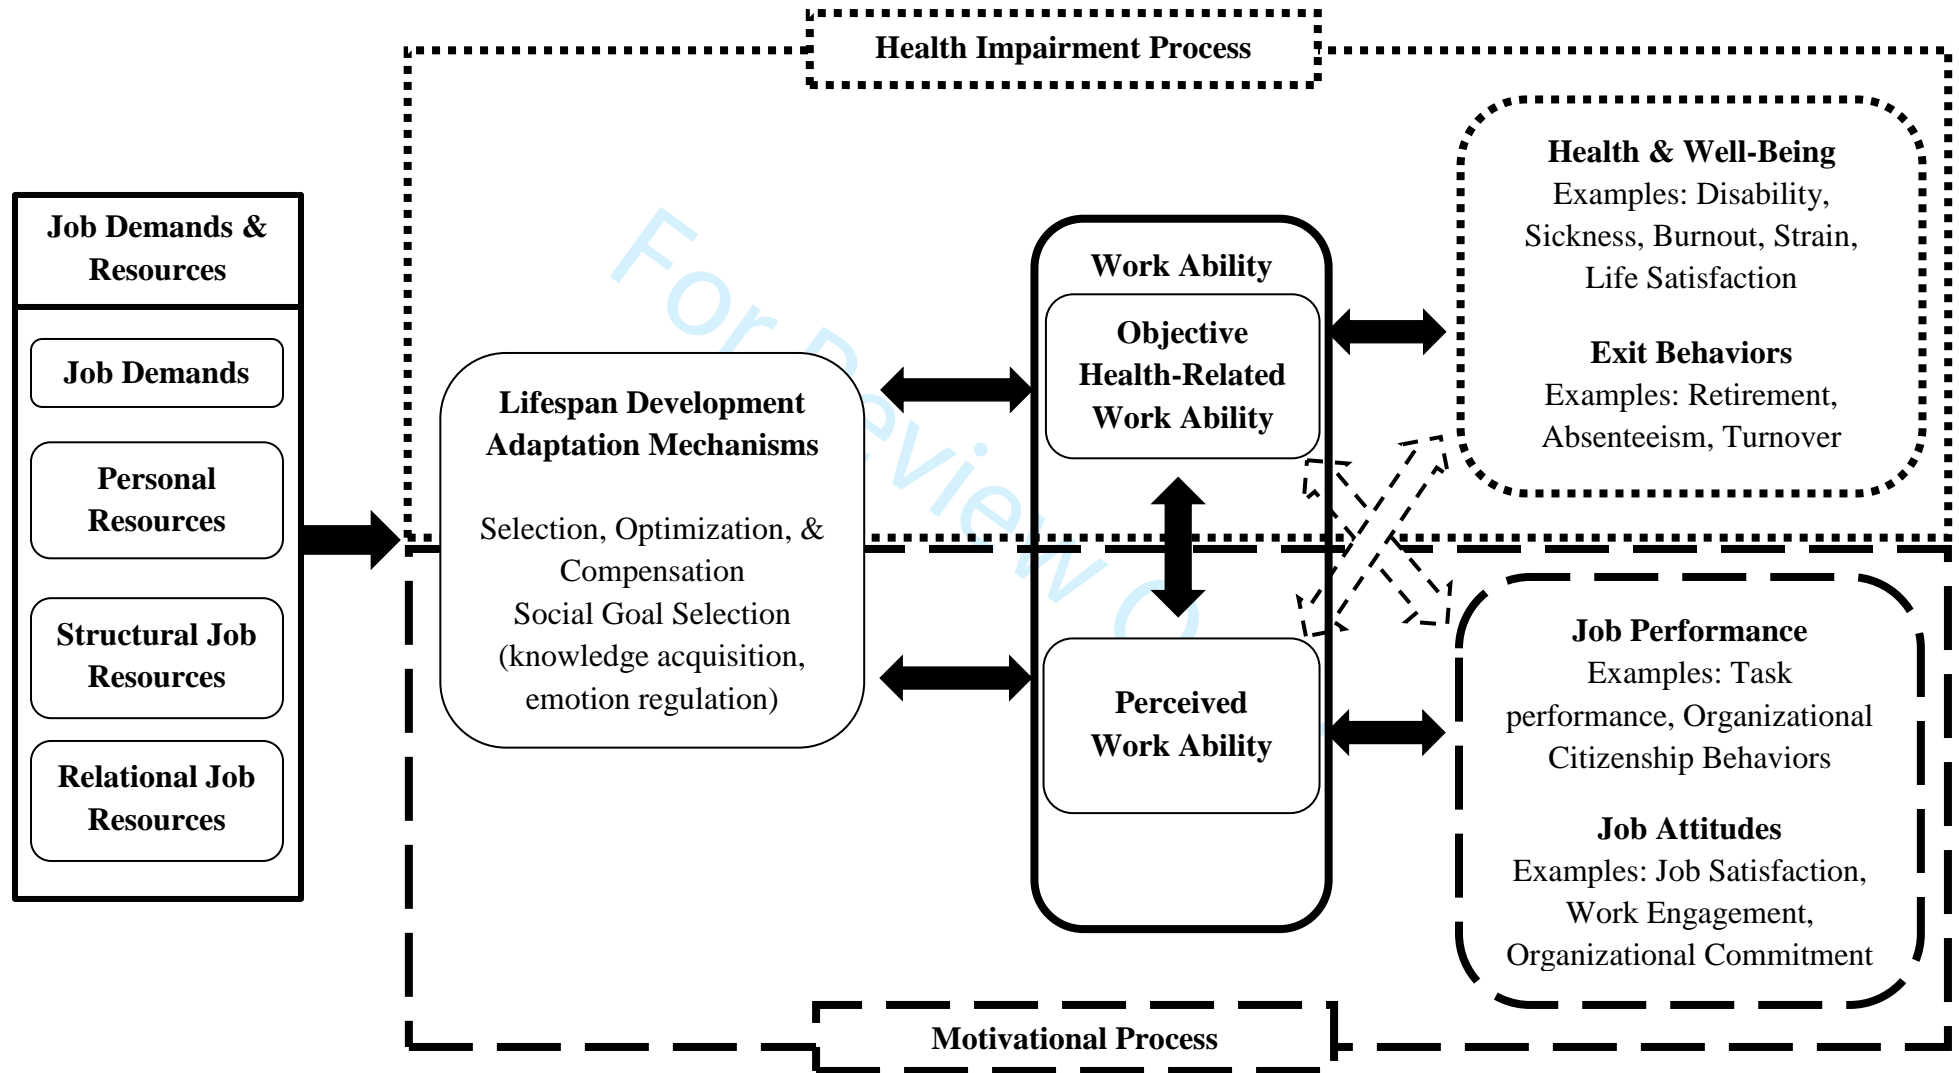 Health Impairment Process
Job Demands &
Resources
Job Demands
Personal
Resources
Structural Job
Resources
Relational Job
Resources
Lifespan Development
Adaptation Mechanisms
Selection, Optimization, &
Compensation
Social Goal Selection
(knowledge acquisition,
emotion regulation)
Work Ability
Objective
Health-Related
Work Ability
Perceived
Work Ability
Health & Well-Being
Examples: Disability,
Sickness, Burnout, Strain,
Life Satisfaction
Exit Behaviors
Examples: Retirement,
Absenteeism, Turnover
Job Performance
Examples: Task
performance, Organizational
Citizenship Behaviors
Job Attitudes
Examples: Job Satisfaction,
Work Engagement,
Organizational Commitment
Motivational Process
For Review